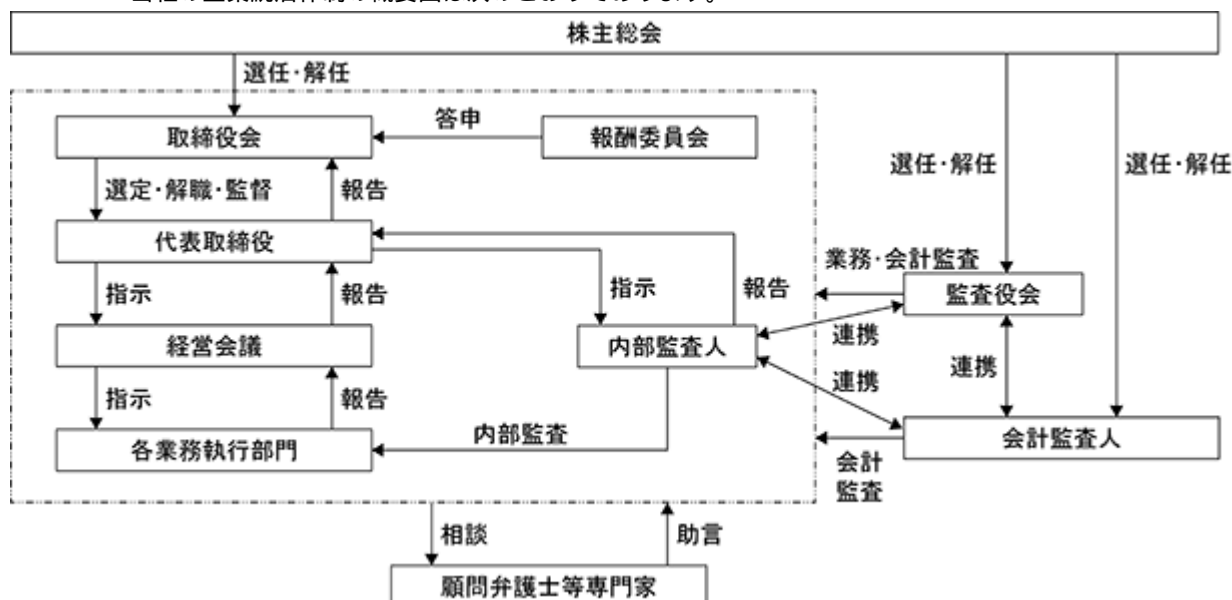 当社の企業統治体制の概要図は次のとおりであります。
株主総会
選任・解任
答申
取締役会
報酬委員会
選任・解任
選任・解任
選定・解職・監督
報告
代表取締役
業務・会計監査
指示
報告
指示
報告
監査役会
経営会議
内部監査人
連携
連携
連携
指示
報告
内部監査
各業務執行部門
会計監査人
会計
監査
相談
助言
顧問弁護士等専門家